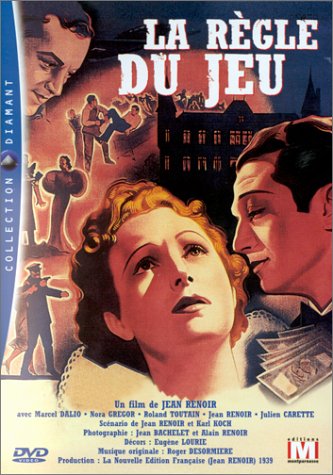 LA RÈGLE
DU JEU
COLLECTION DIAMANT
Un film de JEAN RENOIR
avec Marcel DALIO - Nora GREGOR - Roland TOUTAIN - Jean RENOIR - Julien CARETTE
Scénario de Jean RENOIR et Karl KOCH
Photographie : Jean BACHELET et Alain RENOIR
Décors : Eugène LOURIE
Musique originale : Roger DESORMIERE
Production : La Nouvelle Edition Française (Jean RENOIR) 1939
DVD
VIDEO
editions
M
montparnasse